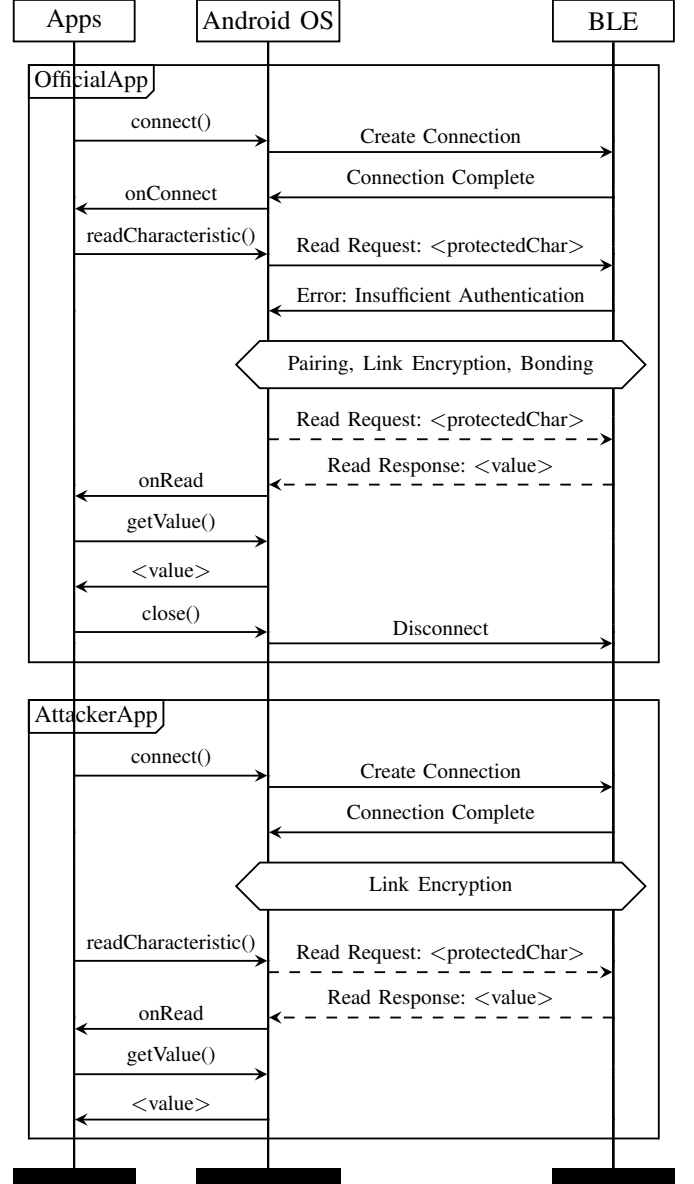 Apps
Android OS
BLE
OfficialApp
connect()
Create Connection
Connection Complete
onConnect
readCharacteristic()
Read Request: <protectedChar>
Error: Insufficient Authentication
Pairing, Link Encryption, Bonding
Read Request: <protectedChar>
Read Response: <value>
onRead
getValue()
<value>
close()
Disconnect
AttackerApp
connect()
Create Connection
Connection Complete
Link Encryption
readCharacteristic()
Read Request: <protectedChar>
Read Response: <value>
onRead
getValue()
<value>